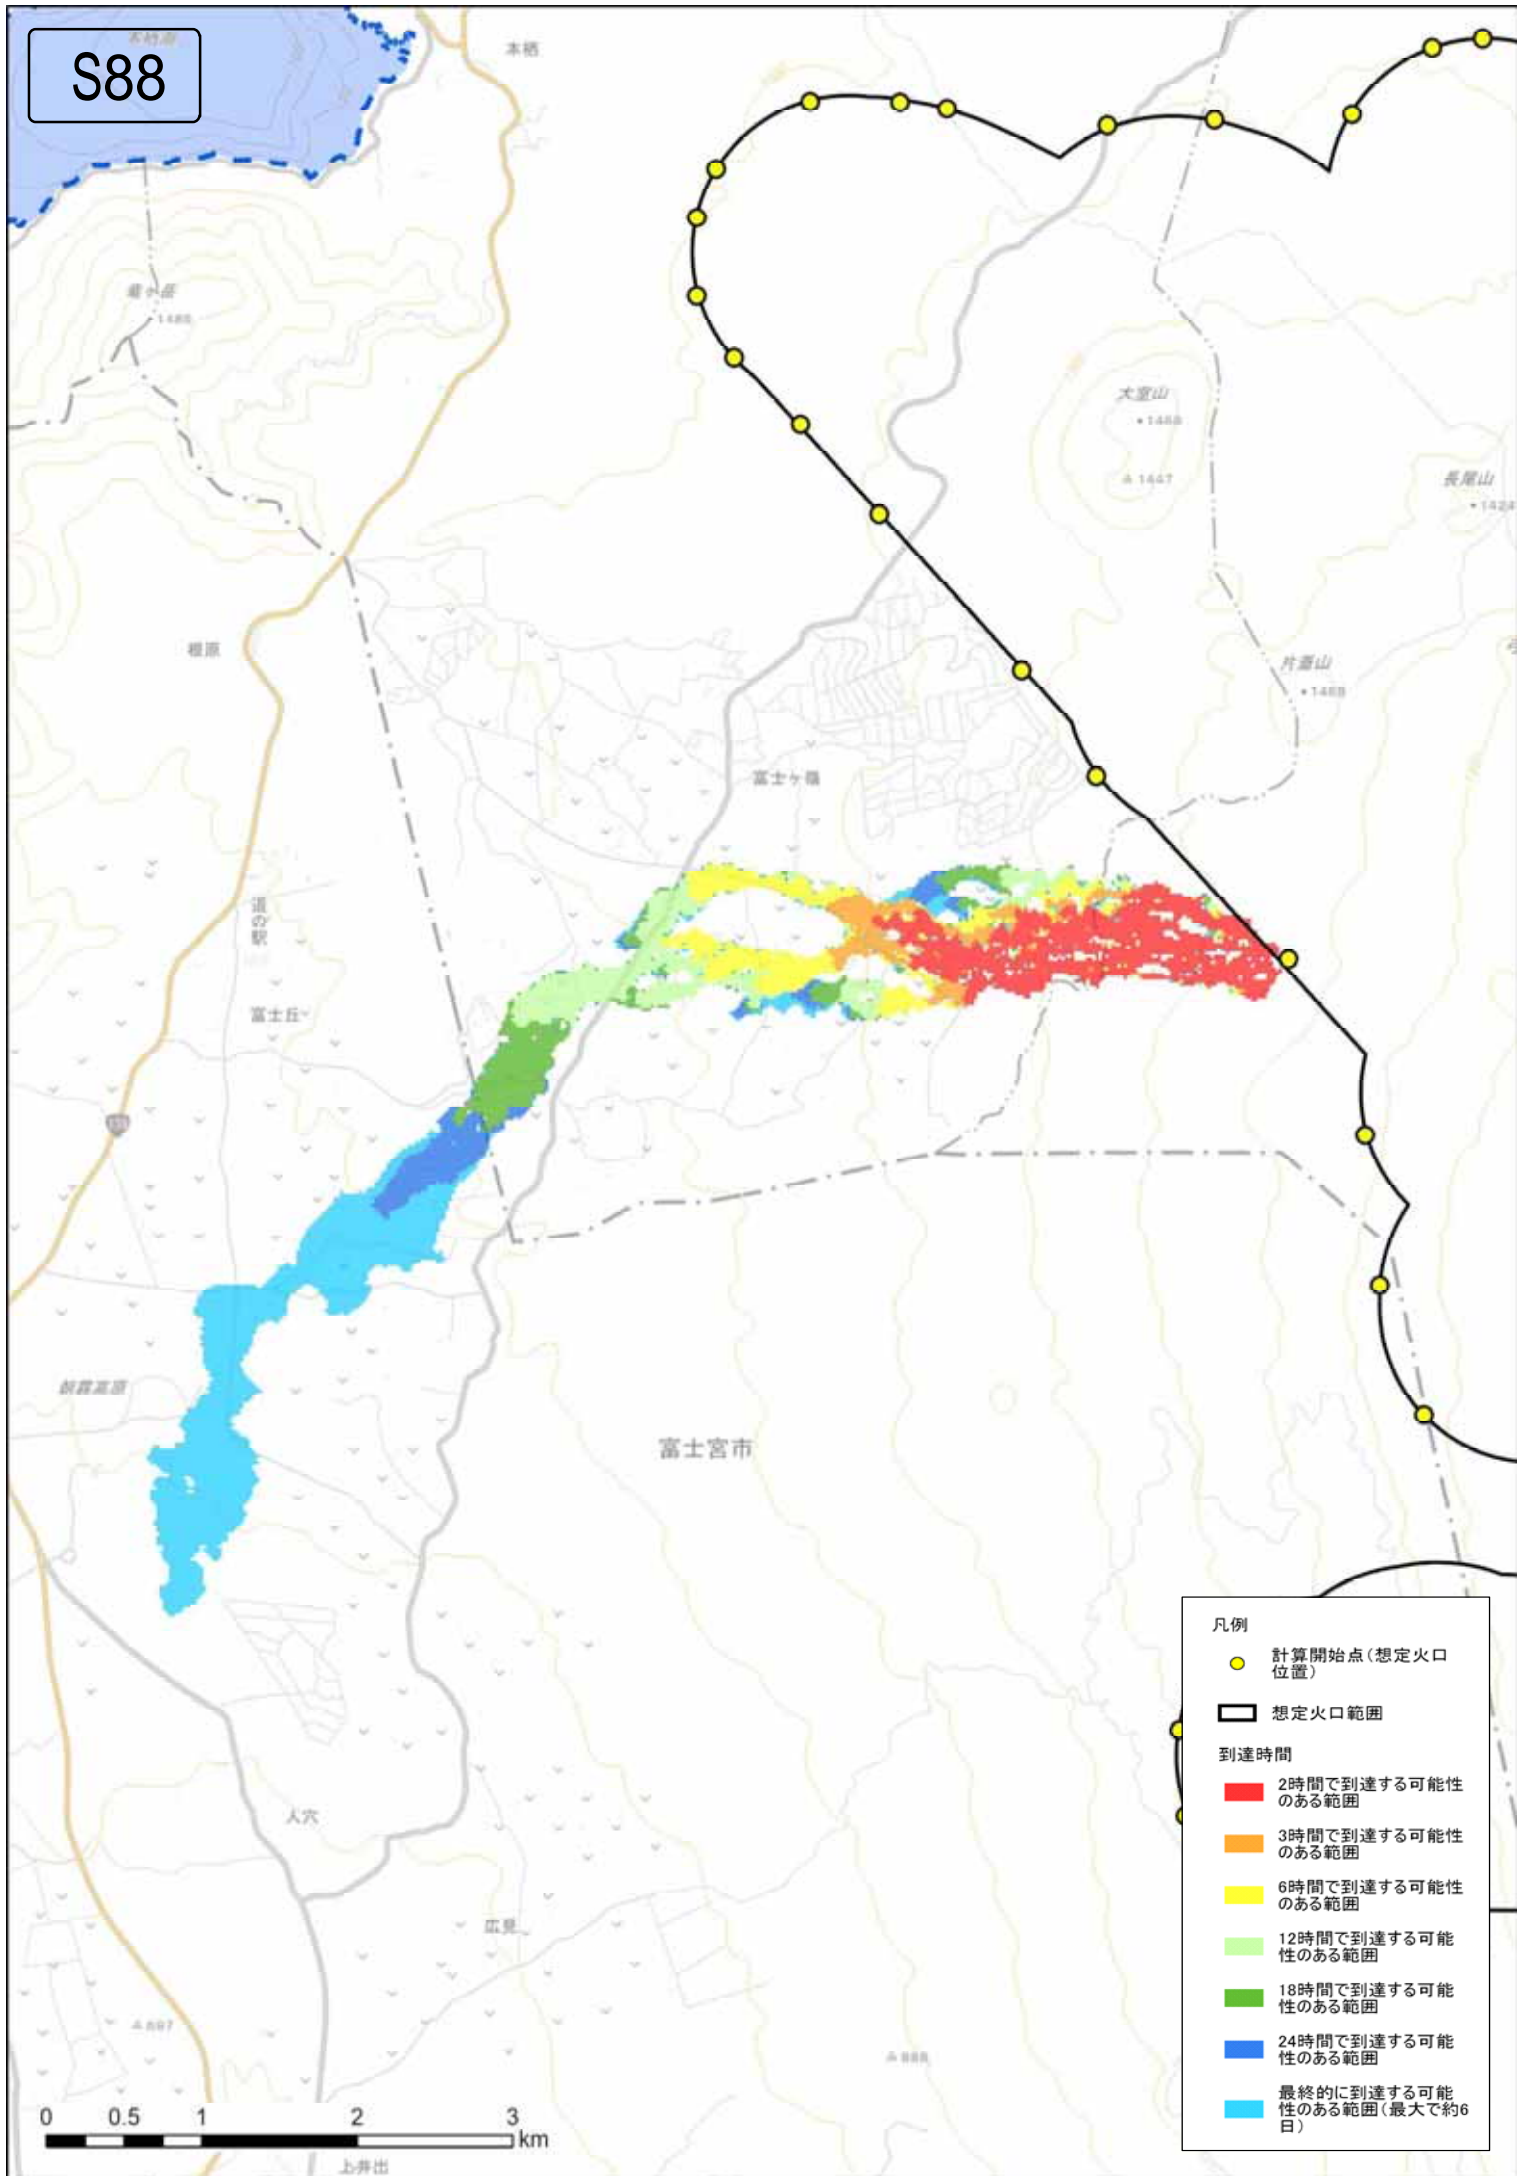 S88
本栖湖
本栖
竜ヶ岳
1485
大室山
1468
1447
長尾山
1424
片蓋山
1469
根原
富士ヶ嶺
道の駅
富士丘
朝霧高原
富士宮市
人穴
広見
697
888
上井出
0 0.5 1 2 3
km
凡例
計算開始点(想定火口
位置)
想定火口範囲
到達時間
2時間で到達する可能性
のある範囲
3時間で到達する可能性
のある範囲
6時間で到達する可能性
のある範囲
12時間で到達する可能
性のある範囲
18時間で到達する可能
性のある範囲
24時間で到達する可能
性のある範囲
最終的に到達する可能
性のある範囲(最大で約6
日)